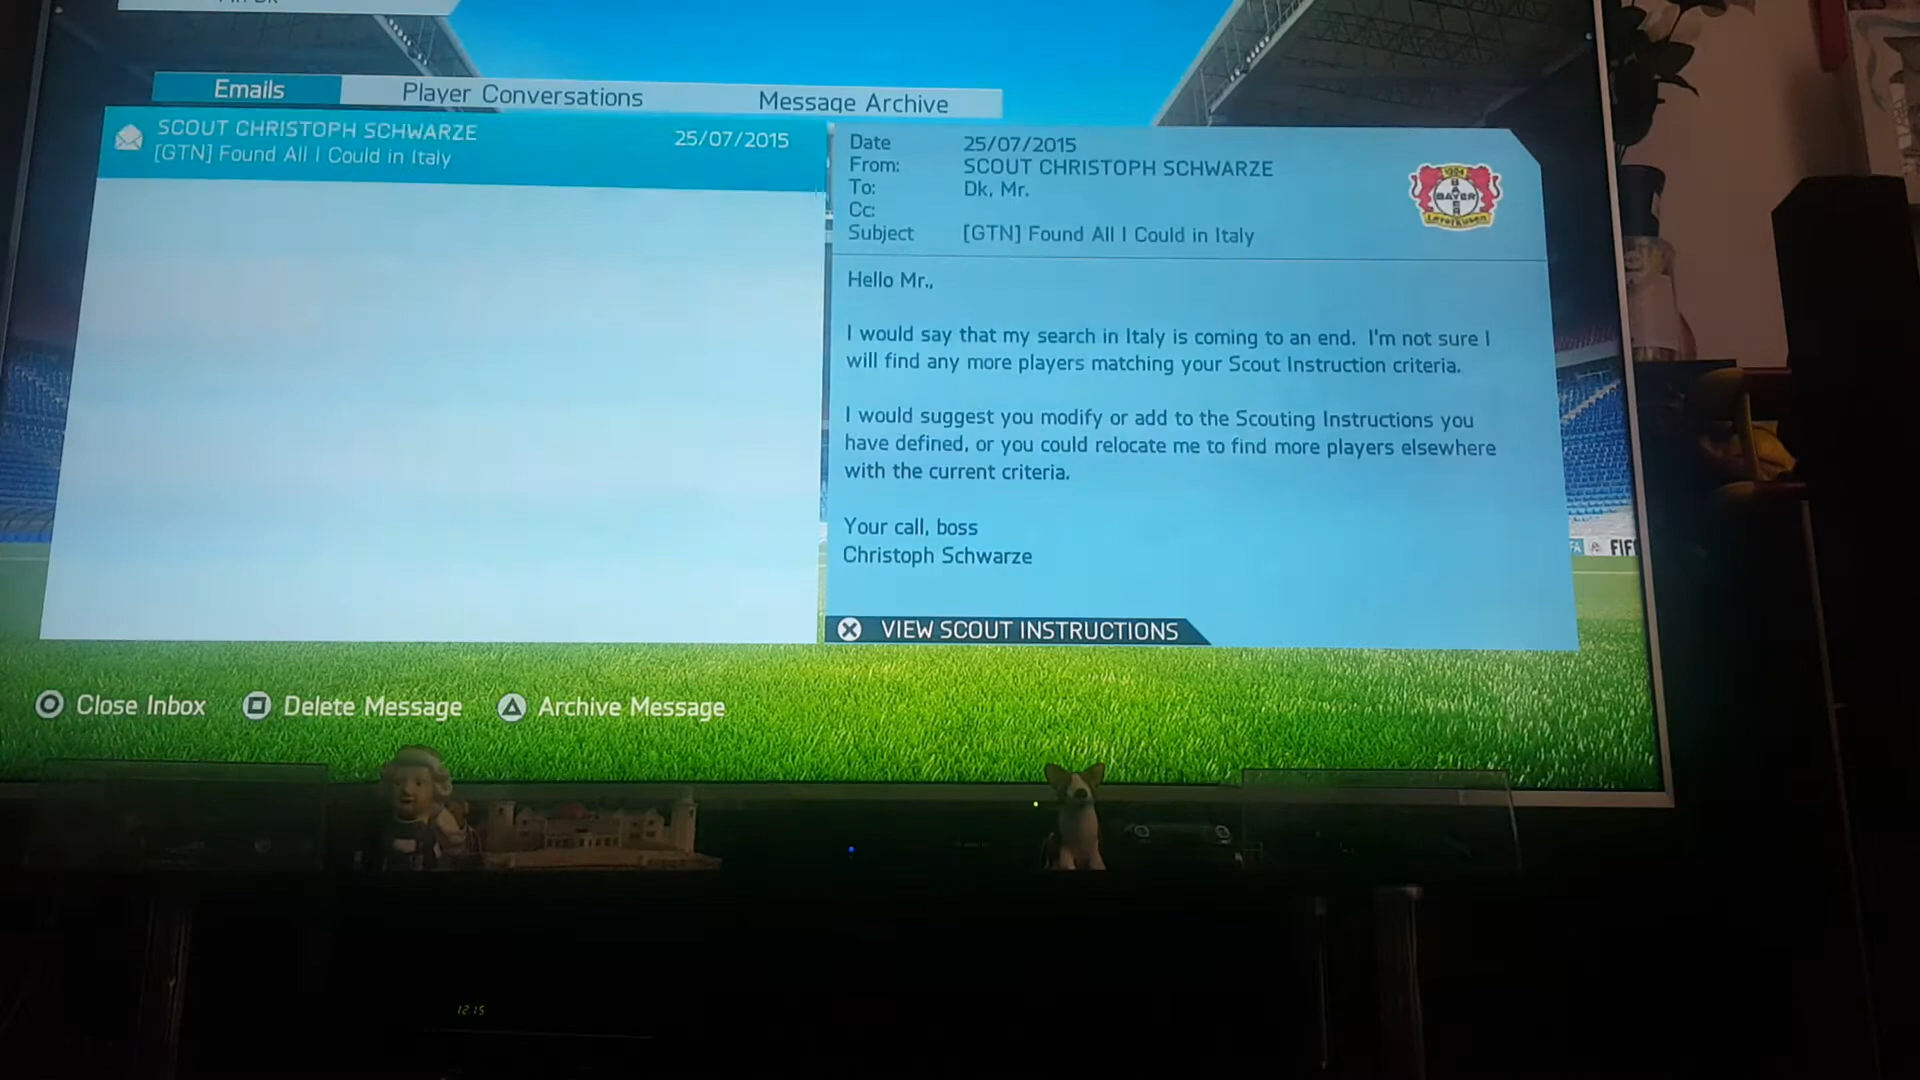 Emails
Player Conversations
Message Archive
SCOUT CHRISTOPH SCHWARZE
25/07/2015
[GTN] Found All I Could in Italy
Date 25/07/2015
From: SCOUT CHRISTOPH SCHWARZE
To: Dk, Mr.
Cc:
Subject [GTN] Found All I Could in Italy
1904
BAYER
BAYER
Leverkusen
Hello Mr.,
I would say that my search in Italy is coming to an end. I'm not sure I
will find any more players matching your Scout Instruction criteria.
I would suggest you modify or add to the Scouting Instructions you
have defined, or you could relocate me to find more players elsewhere
with the current criteria.
Your call, boss
Christoph Schwarze
VIEW SCOUT INSTRUCTIONS
Close Inbox
Delete Message
Archive Message
12:15